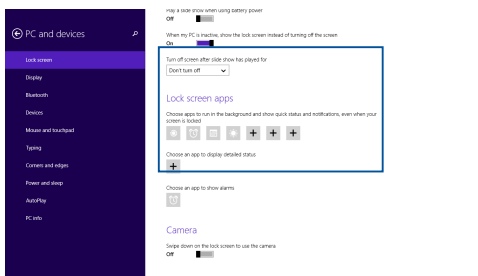 PC and devices
Lock screen
Display
Bluetooth
Devices
Mouse and touchpad
Typing
Corners and edges
Power and sleep
AutoPlay
PC info
Play a slide show when using battery power
Off
When my PC is inactive, show the lock screen instead of turning off the screen
On
Turn off screen after slide show has played for
Don't turn off
Lock screen apps
Choose apps to run in the background and show quick status and notifications, even when your
screen is locked
Choose an app to display detailed status
Choose an app to show alarms
Camera
Swipe down on the lock screen to use the camera
Off